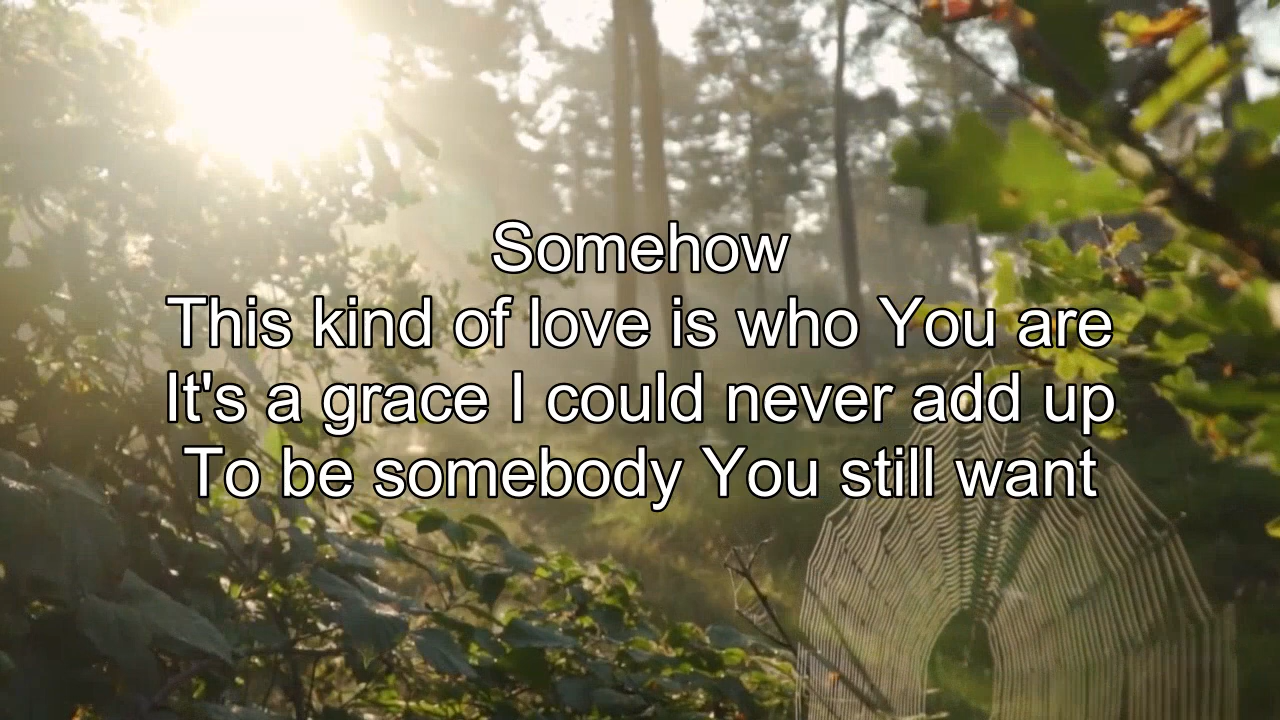 Somehow
This kind of love is who You are
It's a grace I could never add up
To be somebody You still want